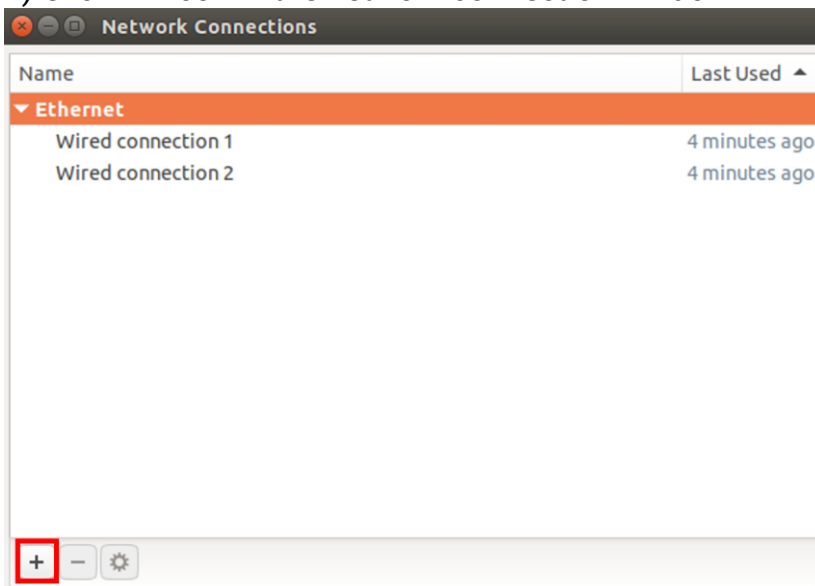 Network Connections
Name Last Used
Ethernet
Wired connection 1 4 minutes ago
Wired connection 2 4 minutes ago